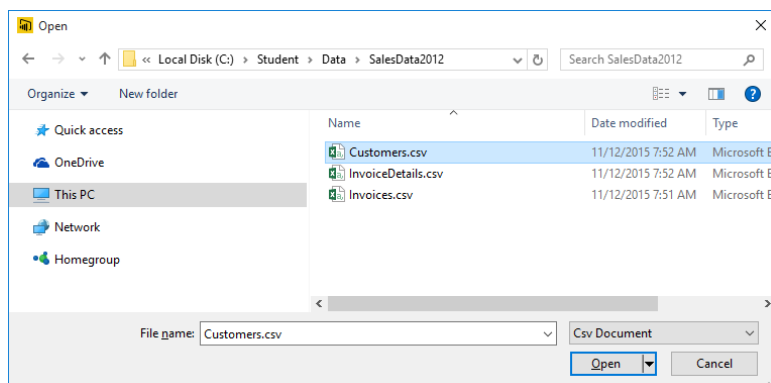 Open
« Local Disk (C:) › Student › Data › SalesData2012
Search SalesData2012
Organize
New folder
Quick access
OneDrive
This PC
Network
Homegroup
Name Date modified Type
Customers.csv 11/12/2015 7:52 AM Microsoft E
InvoiceDetails.csv 11/12/2015 7:52 AM Microsoft E
Invoices.csv 11/12/2015 7:51 AM Microsoft E
File name: Customers.csv
Csv Document
Open
Cancel